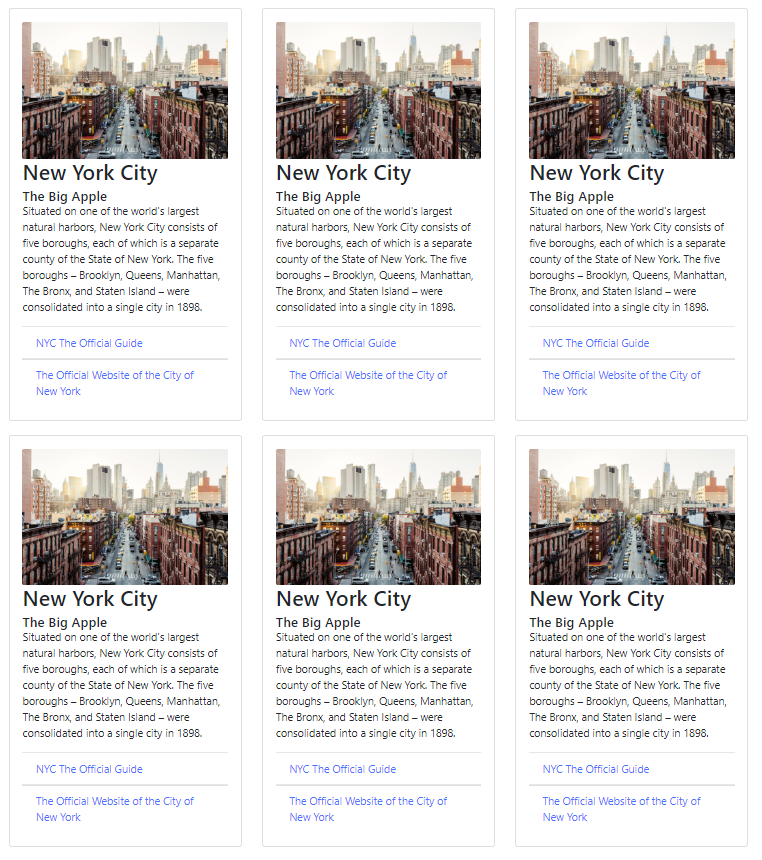 New York City
The Big Apple
Situated on one of the world's largest
natural harbors, New York City consists of
five boroughs, each of which is a separate
county of the State of New York. The five
boroughs – Brooklyn, Queens, Manhattan,
The Bronx, and Staten Island – were
consolidated into a single city in 1898.
NYC The Official Guide
The Official Website of the City of
New York
New York City
The Big Apple
Situated on one of the world's largest
natural harbors, New York City consists of
five boroughs, each of which is a separate
county of the State of New York. The five
boroughs – Brooklyn, Queens, Manhattan,
The Bronx, and Staten Island – were
consolidated into a single city in 1898.
NYC The Official Guide
The Official Website of the City of
New York
New York City
The Big Apple
Situated on one of the world's largest
natural harbors, New York City consists of
five boroughs, each of which is a separate
county of the State of New York. The five
boroughs – Brooklyn, Queens, Manhattan,
The Bronx, and Staten Island – were
consolidated into a single city in 1898.
NYC The Official Guide
The Official Website of the City of
New York
New York City
The Big Apple
Situated on one of the world's largest
natural harbors, New York City consists of
five boroughs, each of which is a separate
county of the State of New York. The five
boroughs – Brooklyn, Queens, Manhattan,
The Bronx, and Staten Island – were
consolidated into a single city in 1898.
NYC The Official Guide
The Official Website of the City of
New York
New York City
The Big Apple
Situated on one of the world's largest
natural harbors, New York City consists of
five boroughs, each of which is a separate
county of the State of New York. The five
boroughs – Brooklyn, Queens, Manhattan,
The Bronx, and Staten Island – were
consolidated into a single city in 1898.
NYC The Official Guide
The Official Website of the City of
New York
New York City
The Big Apple
Situated on one of the world's largest
natural harbors, New York City consists of
five boroughs, each of which is a separate
county of the State of New York. The five
boroughs – Brooklyn, Queens, Manhattan,
The Bronx, and Staten Island – were
consolidated into a single city in 1898.
NYC The Official Guide
The Official Website of the City of
New York